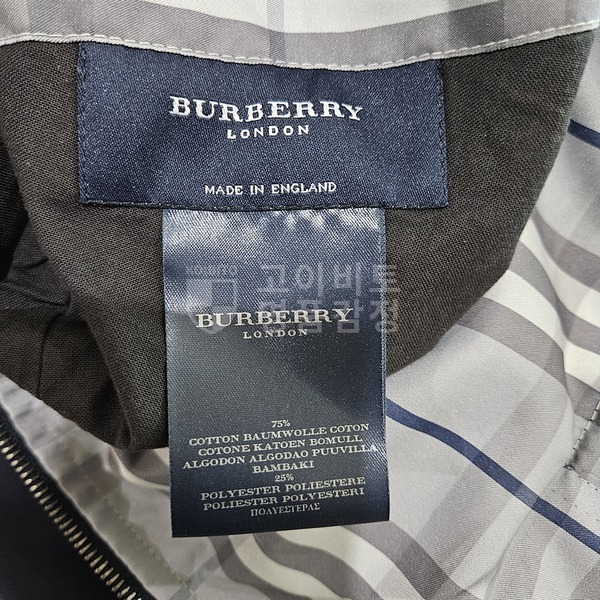 BURBERRY
LONDON
MADE IN ENGLAND
KOIBITO
고이비토
명품감정
BURBERRY
LONDON
75%
COTTON BAUMWOLLE COTON
COTONE KATOEN BOMULL
ALGODON ALGODAO PUUVILLA
BAMBAKI
25%
POLYESTER POLIESTERE
POLIESTER POLYESTERI
ΠΟΛΥΕΣΤΕΡΑΣ